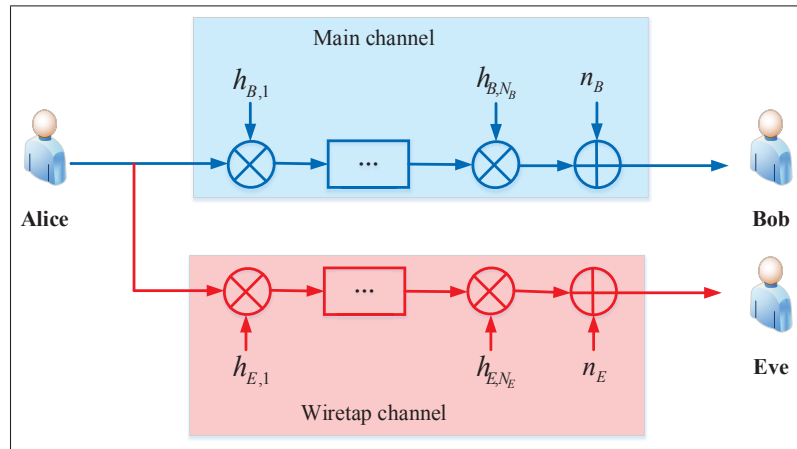 Main channel
h_{B,1}
h_{B,N_B}
n_B
...
Alice
Bob
...
h_{E,1}
h_{E,N_E}
n_E
Eve
Wiretap channel